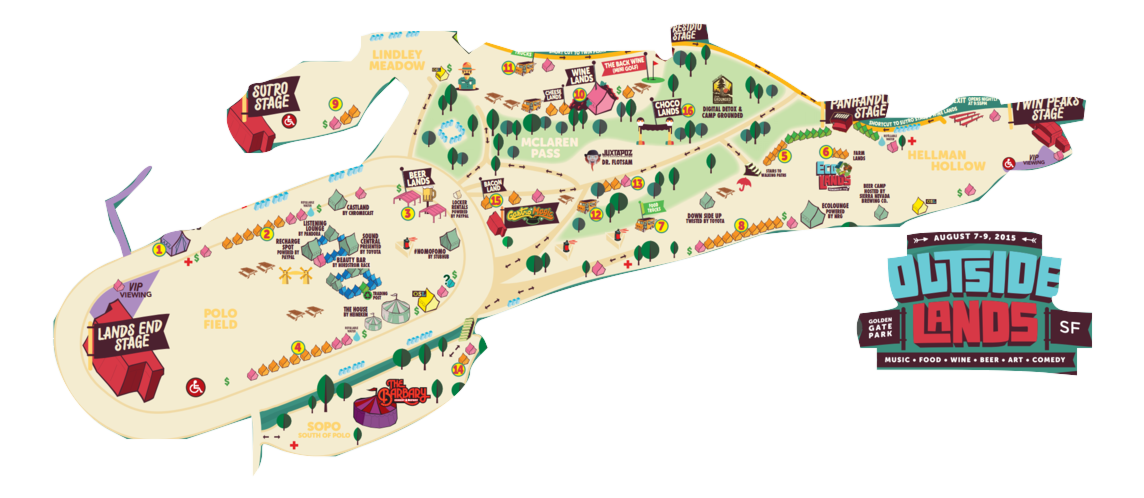 LINDLEY
MEADOW
SUTRO
STAGE
9
11
WINE
LANDS
CHEESE
LANDS
10
THE BACK WINE
(MINI GOLF)
STAGE
CHOCO
LANDS
16
DIGITAL DETOX &
CAMP GROUNDED
MCLAREN
PASS
JUXTAPOZ
DR. FLOTSAM
PANHANDLE
STAGE
TWIN PEAKS
STAGE
5
6
FARM
LANDS
ECO
LANDS
HELLMAN
HOLLOW
VIP
VIEWING
BEER CAMP
HOSTED BY
SIERRA NEVADA
BREWING CO.
ECOLOUNGE
POWERED BY
NRG
DOWN SIDE UP
TWISTED BY TOYOTA
8
7
12
13
BACON
LAND
15
GASTRO MAGIC
BEER
LANDS
3
LOCKER
RENTALS
POWERED
BY PAYPAL
CASTLAND
BY CHROMECAST
LISTENING
LOUNGE
BY PANDORA
2
RECHARGE
SPOT
POWERED BY
PAYPAL
SOUND
CENTRAL
PRESENTED
BY TOYOTA
BEAUTY BAR
BY NORDSTROM RACK
#NOMOFOMO
BY STUBHUB
TRADING
POST
THE HOUSE
BY HEINEKEN
1
VIP
VIEWING
LANDS END
STAGE
POLO
FIELD
4
14
THE
BARBARY
SOPO
SOUTH OF POLO
AUGUST 7-9, 2015
OUTSIDE
LANDS
GOLDEN
GATE
PARK
SF
MUSIC • FOOD • WINE • BEER • ART • COMEDY